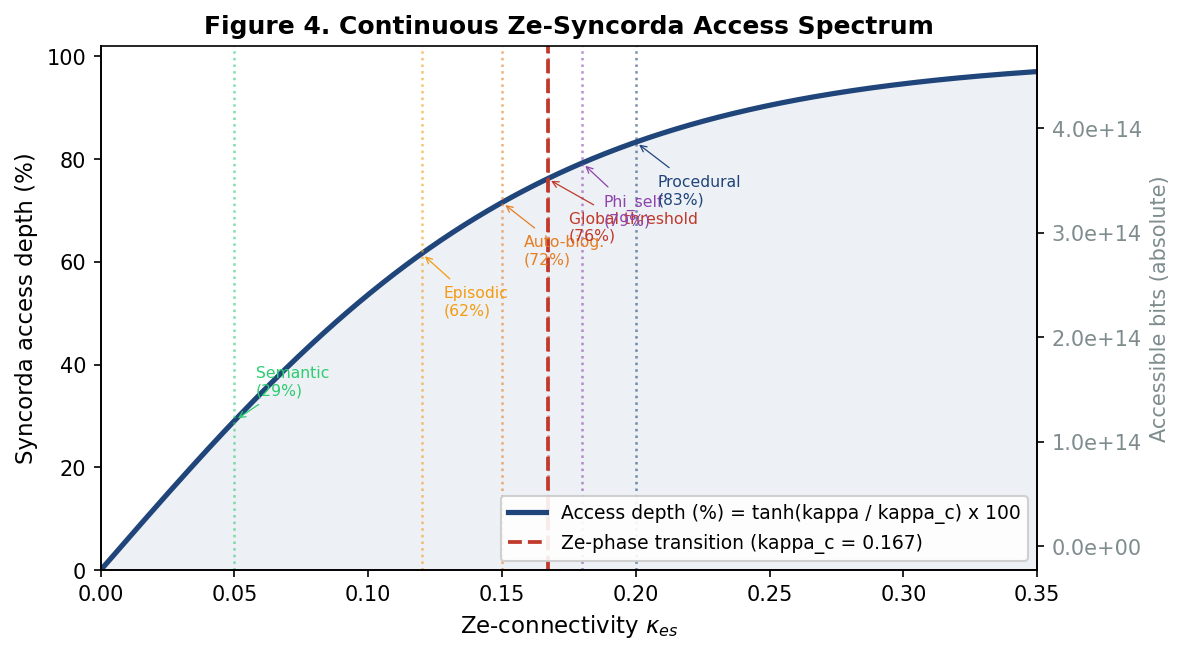 Figure 4. Continuous Ze-Syncorda Access Spectrum
100
80
60
40
20
0
Syncorda access depth (%)
4.0e+14
3.0e+14
2.0e+14
1.0e+14
0.0e+00
Accessible bits (absolute)
Procedural
(83%)
Phi_self
(79%)
Global threshold
(76%)
(72%)
Episodic
(62%)
Semantic
(29%)
Access depth (%) = tanh(kappa / kappa_c) x 100
Ze-phase transition (kappa_c = 0.167)
0.00 0.05 0.10 0.15 0.20 0.25 0.30 0.35
Ze-connectivity κes